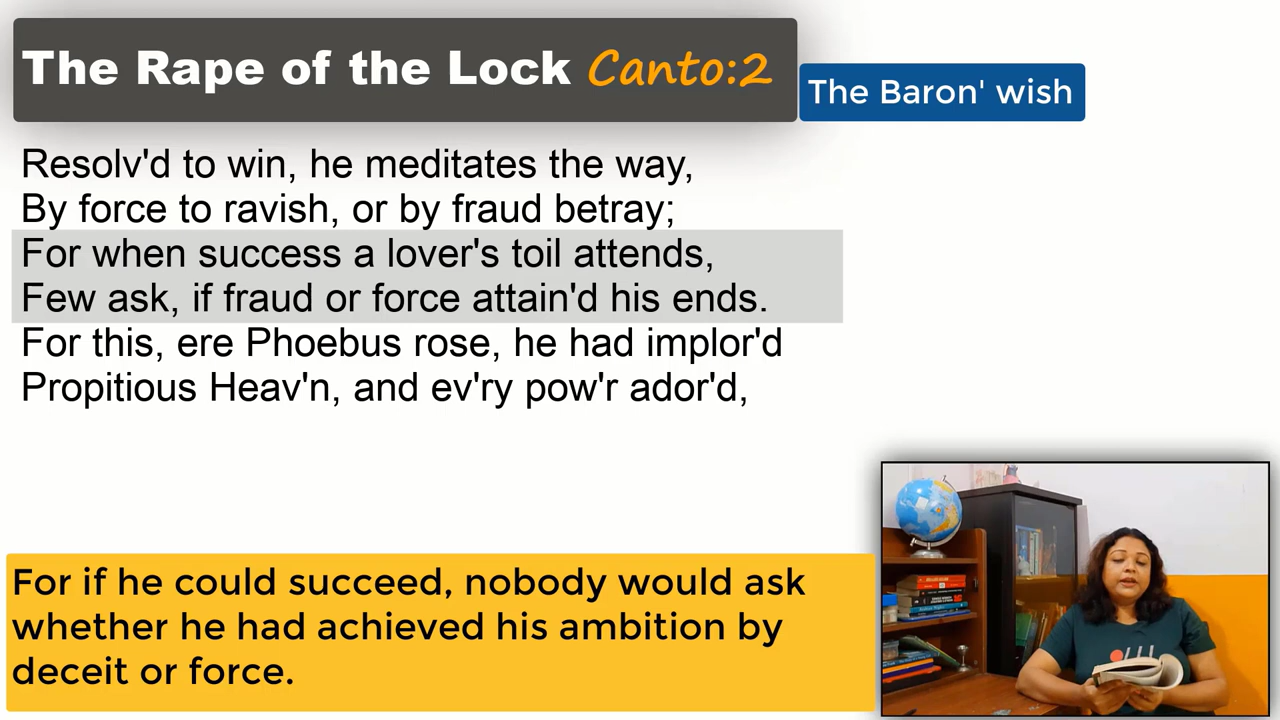 The Rape of the Lock Canto:2
The Baron' wish
Resolv'd to win, he meditates the way,
By force to ravish, or by fraud betray;
For when success a lover's toil attends,
Few ask, if fraud or force attain'd his ends.
For this, ere Phoebus rose, he had implor'd
Propitious Heav'n, and ev'ry pow'r ador'd,
For if he could succeed, nobody would ask
whether he had achieved his ambition by
deceit or force.